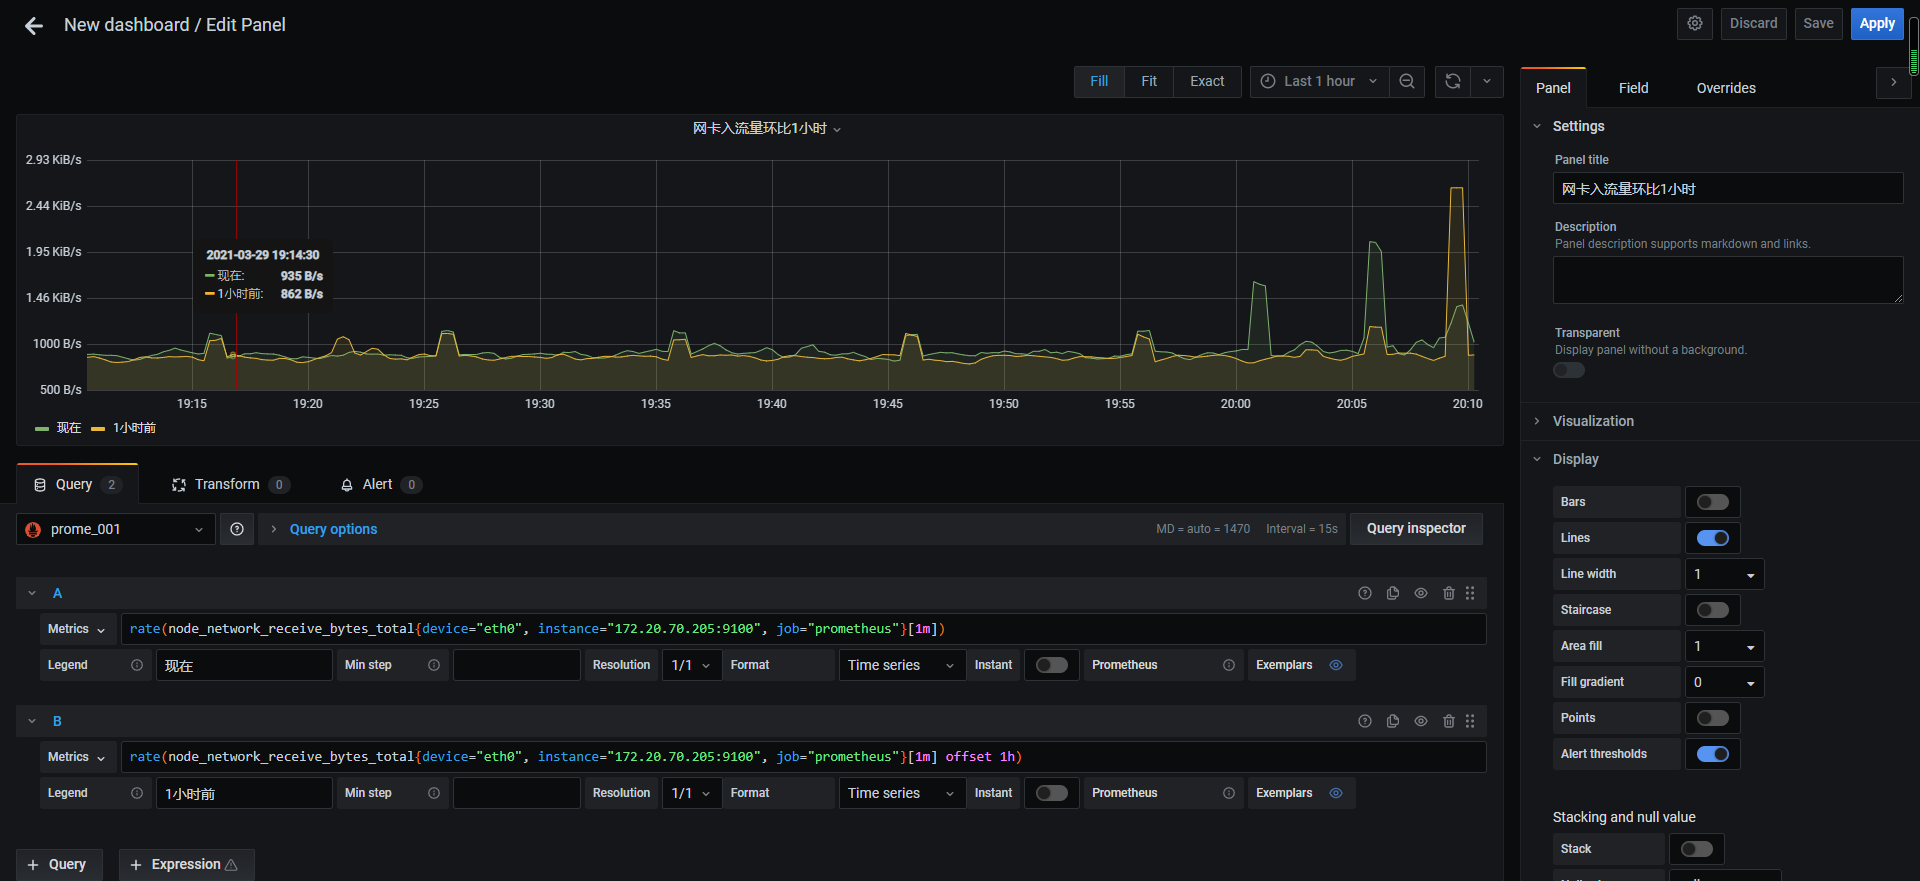 New dashboard / Edit Panel
Discard
Save
Apply
Fill
Fit
Exact
Last 1 hour
Panel
Field
Overrides
网卡入流量环比1小时
2.93 KiB/s
2.44 KiB/s
1.95 KiB/s
1.46 KiB/s
1000 B/s
500 B/s
2021-03-29 19:14:30
现在: 935 B/s
1小时前: 862 B/s
19:15 19:20 19:25 19:30 19:35 19:40 19:45 19:50 19:55 20:00 20:05 20:10
现在 1小时前
Query 2
Transform 0
Alert 0
prome_001
Query options
MD = auto = 1470
Interval = 15s
Query inspector
A
Metrics
rate(node_network_receive_bytes_total{device="eth0", instance="172.20.70.205:9100", job="prometheus"}[1m])
Legend 现在 Min step Resolution 1/1 Format Time series Instant Prometheus Exemplars
B
Metrics
rate(node_network_receive_bytes_total{device="eth0", instance="172.20.70.205:9100", job="prometheus"}[1m] offset 1h)
Legend 1小时前 Min step Resolution 1/1 Format Time series Instant Prometheus Exemplars
+ Query
+ Expression
Settings
Panel title
网卡入流量环比1小时
Description
Panel description supports markdown and links.
Transparent
Display panel without a background.
Visualization
Display
Bars
Lines
Line width 1
Staircase
Area fill 1
Fill gradient 0
Points
Alert thresholds
Stacking and null value
Stack